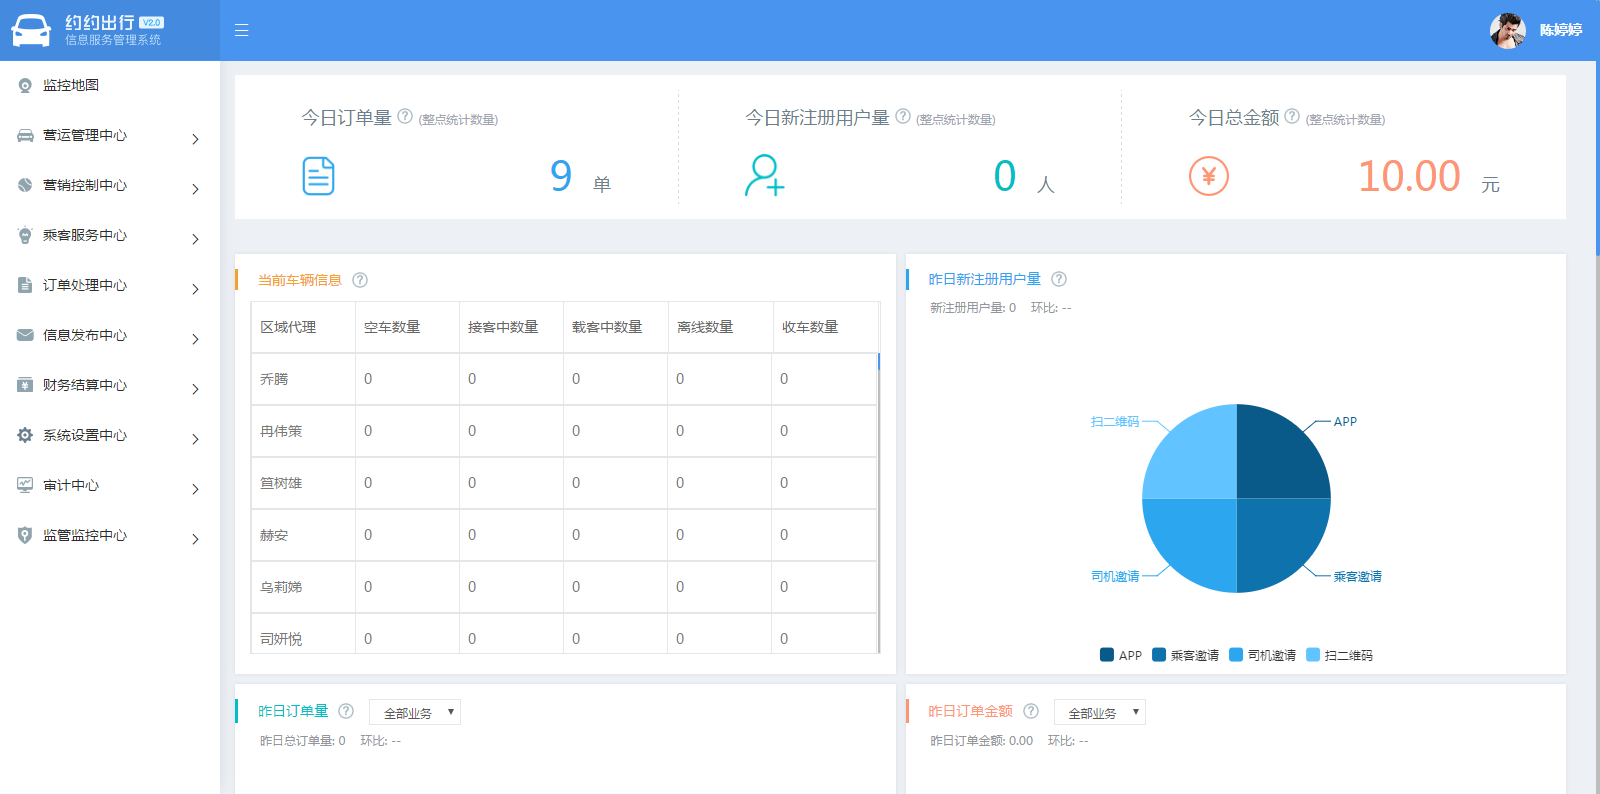 约约出行 V2.0
信息服务管理系统
陈婷婷
监控地图
营运管理中心
营销控制中心
乘客服务中心
订单处理中心
信息发布中心
财务结算中心
系统设置中心
审计中心
监管监控中心
今日订单量 ? (整点统计数量)
9 单
今日新注册用户量 ? (整点统计数量)
0 人
今日总金额 ? (整点统计数量)
¥ 10.00 元
当前车辆信息 ?
区域代理 空车数量 接客中数量 载客中数量 离线数量 收车数量
乔腾 0 0 0 0 0
冉伟策 0 0 0 0 0
笪树雄 0 0 0 0 0
赫安 0 0 0 0 0
乌莉娣 0 0 0 0 0
司妍悦 0 0 0 0 0
昨日新注册用户量 ?
新注册用户量: 0 环比: --
扫二维码 APP
司机邀请 乘客邀请
APP 乘客邀请 司机邀请 扫二维码
昨日订单量 ? 全部业务
昨日总订单量: 0 环比: --
昨日订单金额 ? 全部业务
昨日订单金额: 0.00 环比: --